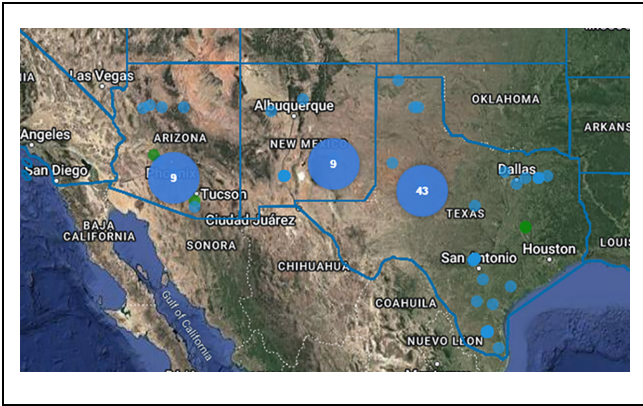 Las Vegas
Albuquerque
OKLAHOMA
Angeles
ARIZONA
NEW MEXICO
ARKANS
San Diego
9
9
43
Dallas
Tucson
Ciudad Juárez
TEXAS
BAJA
CALIFORNIA
SONORA
San Antonio
Houston
LOUIS
CHIHUAHUA
Gulf of California
COAHUILA
NUEVO LEON